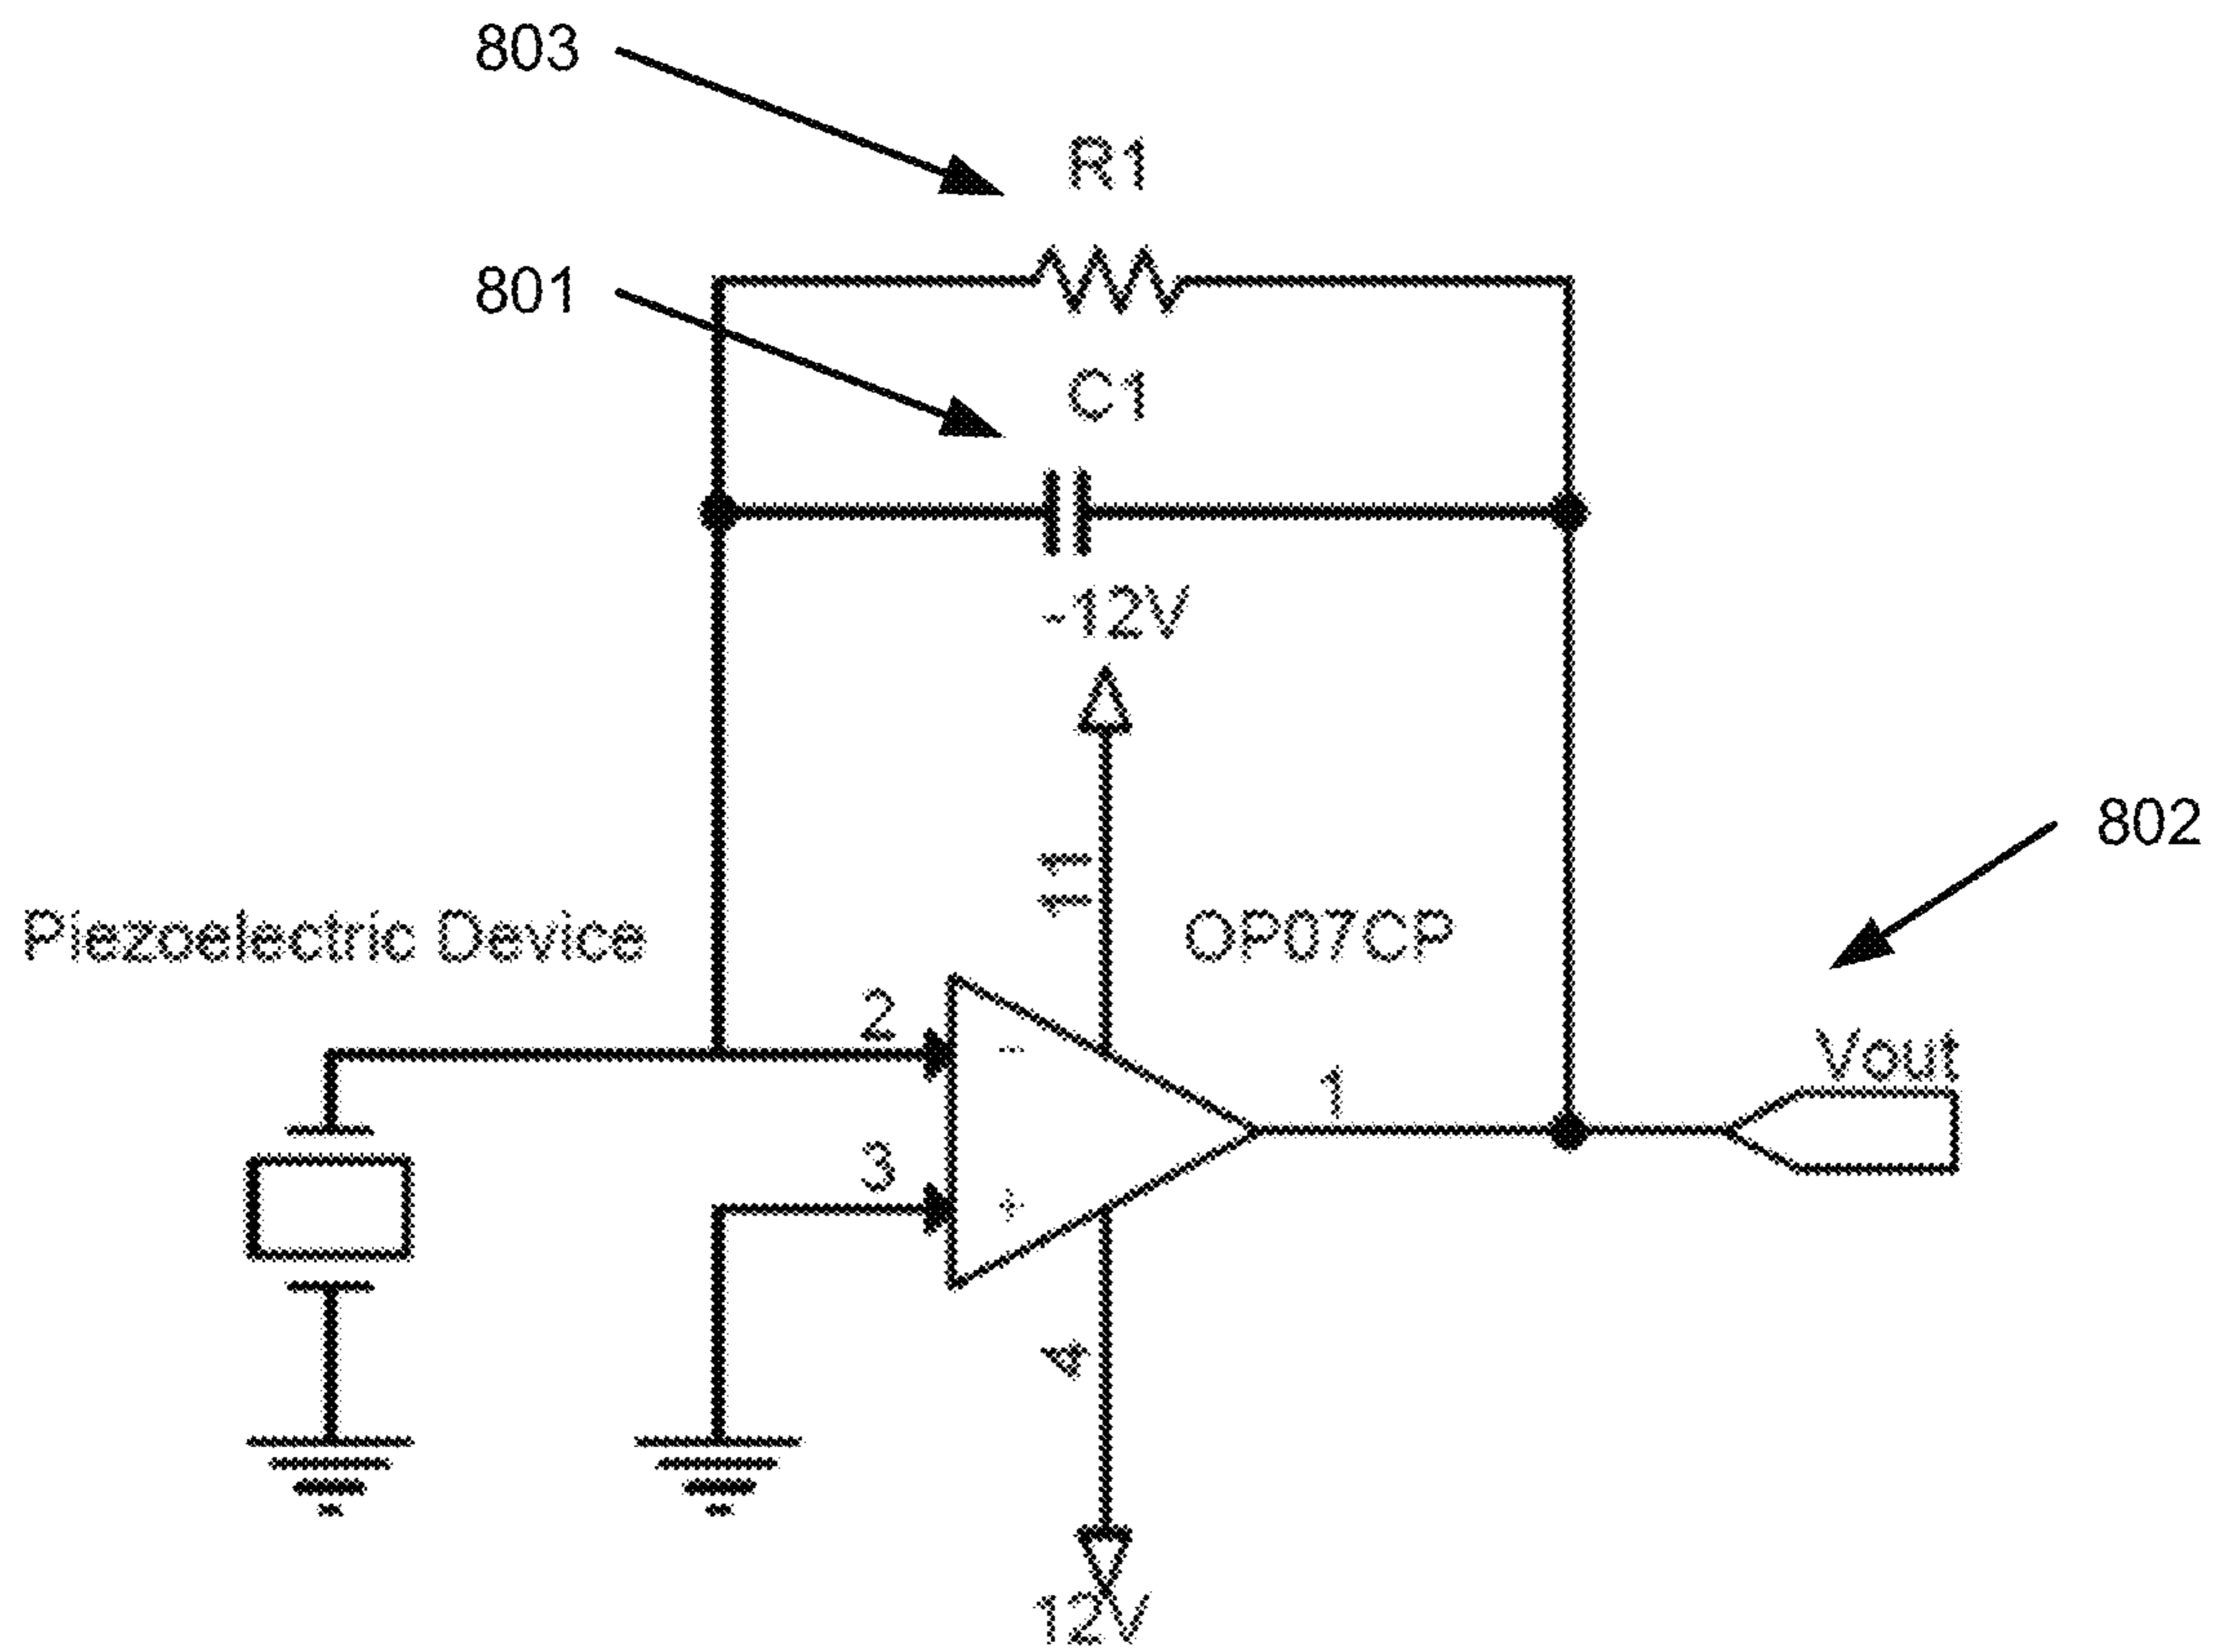 803
R1
801
C1
-12V
802
11
Piezoelectric Device
OP07CP
2
-
1
Vout
3
+
4
12V